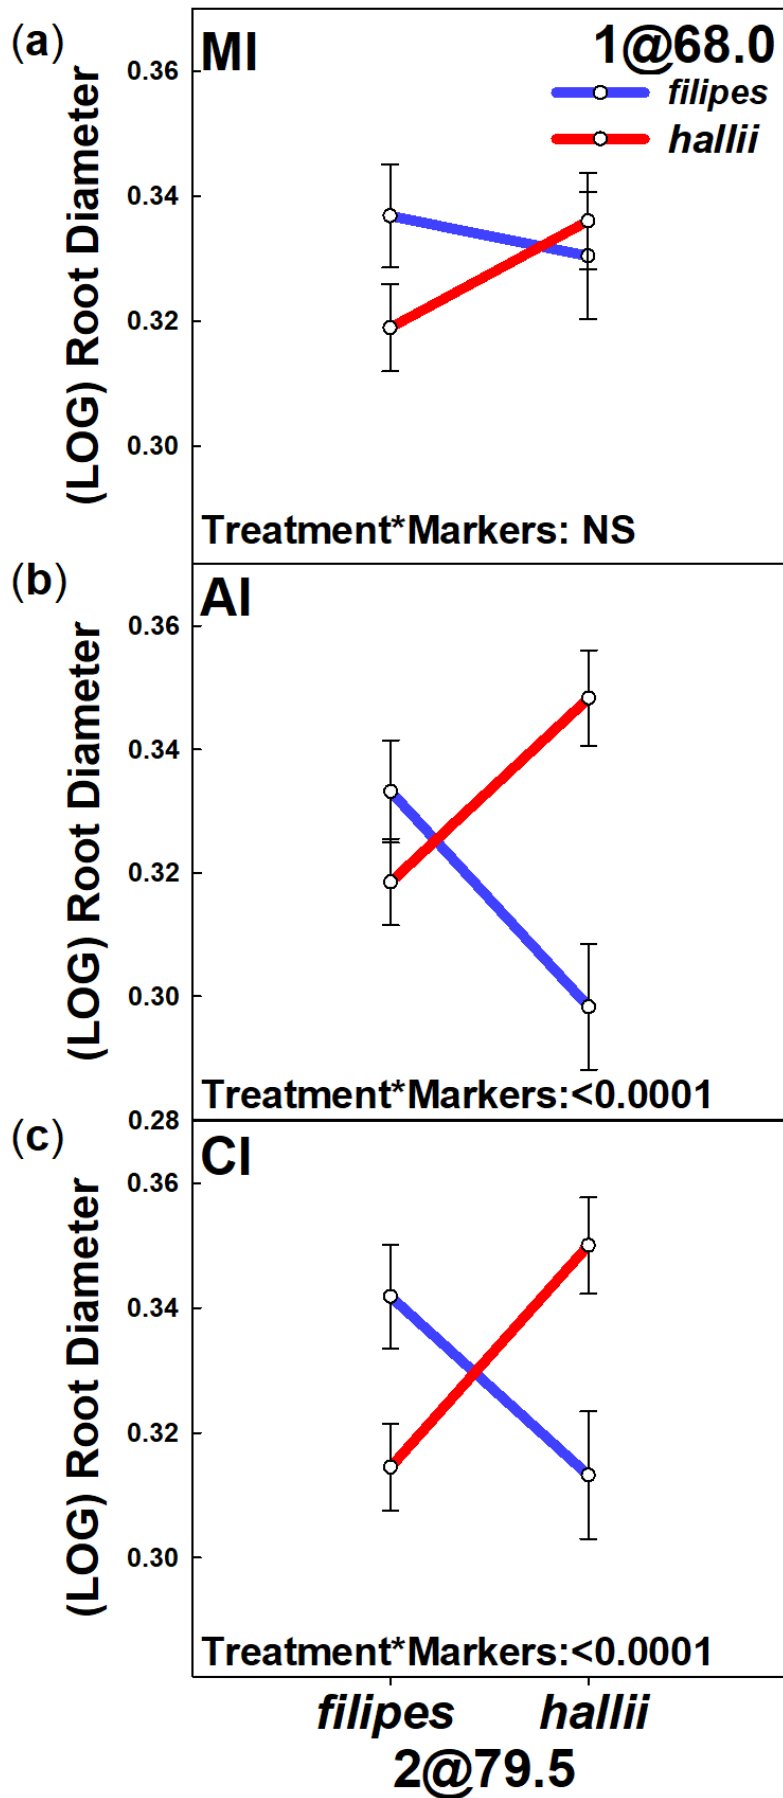 (a)
MI
1@68.0
filipes
hallii
0.36
0.34
0.32
0.30
(LOG) Root Diameter
Treatment*Markers: NS
(b)
AI
0.36
0.34
0.32
0.30
0.28
(LOG) Root Diameter
Treatment*Markers:<0.0001
(c)
CI
0.36
0.34
0.32
0.30
(LOG) Root Diameter
Treatment*Markers:<0.0001
filipes hallii
2@79.5